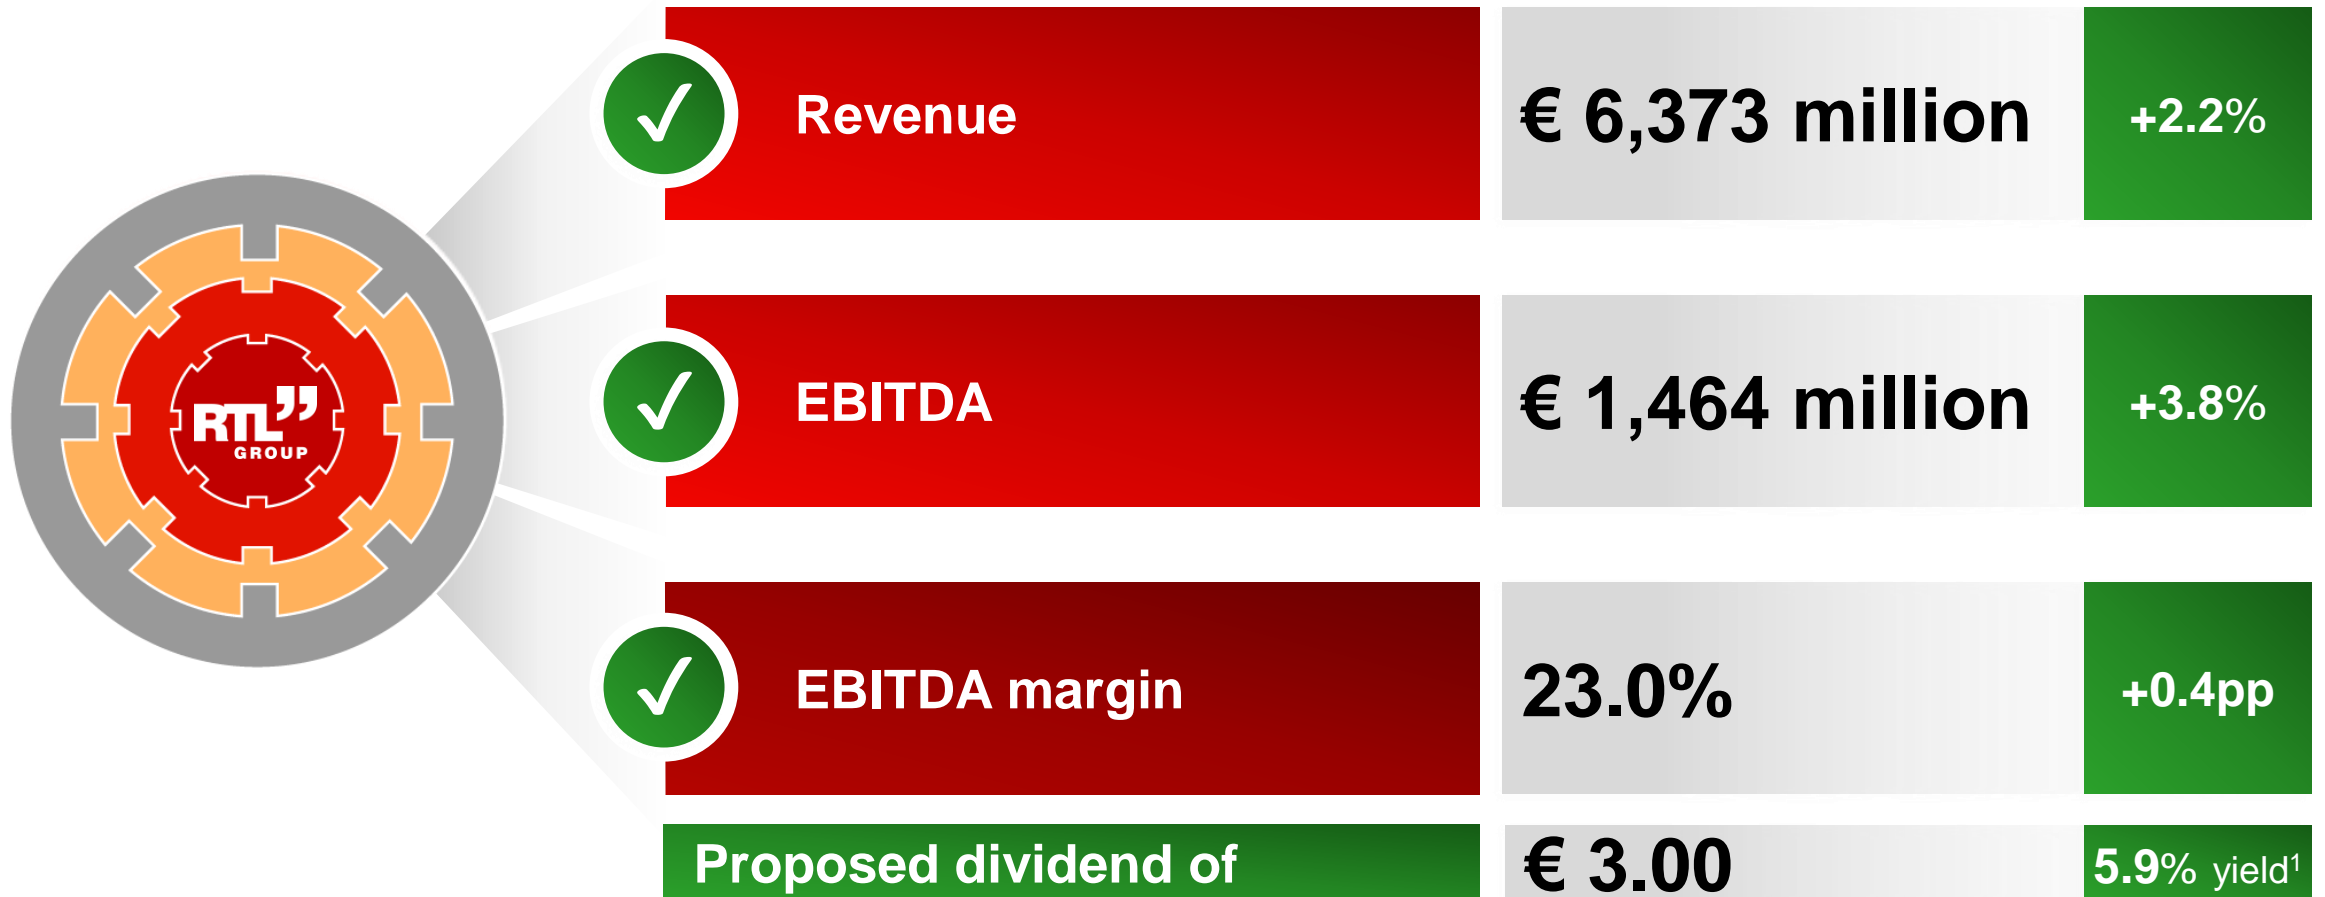 Revenue € 6,373 million +2.2%
RTL
GROUP
EBITDA € 1,464 million +3.8%
EBITDA margin 23.0% +0.4pp
Proposed dividend of € 3.00 5.9% yield¹